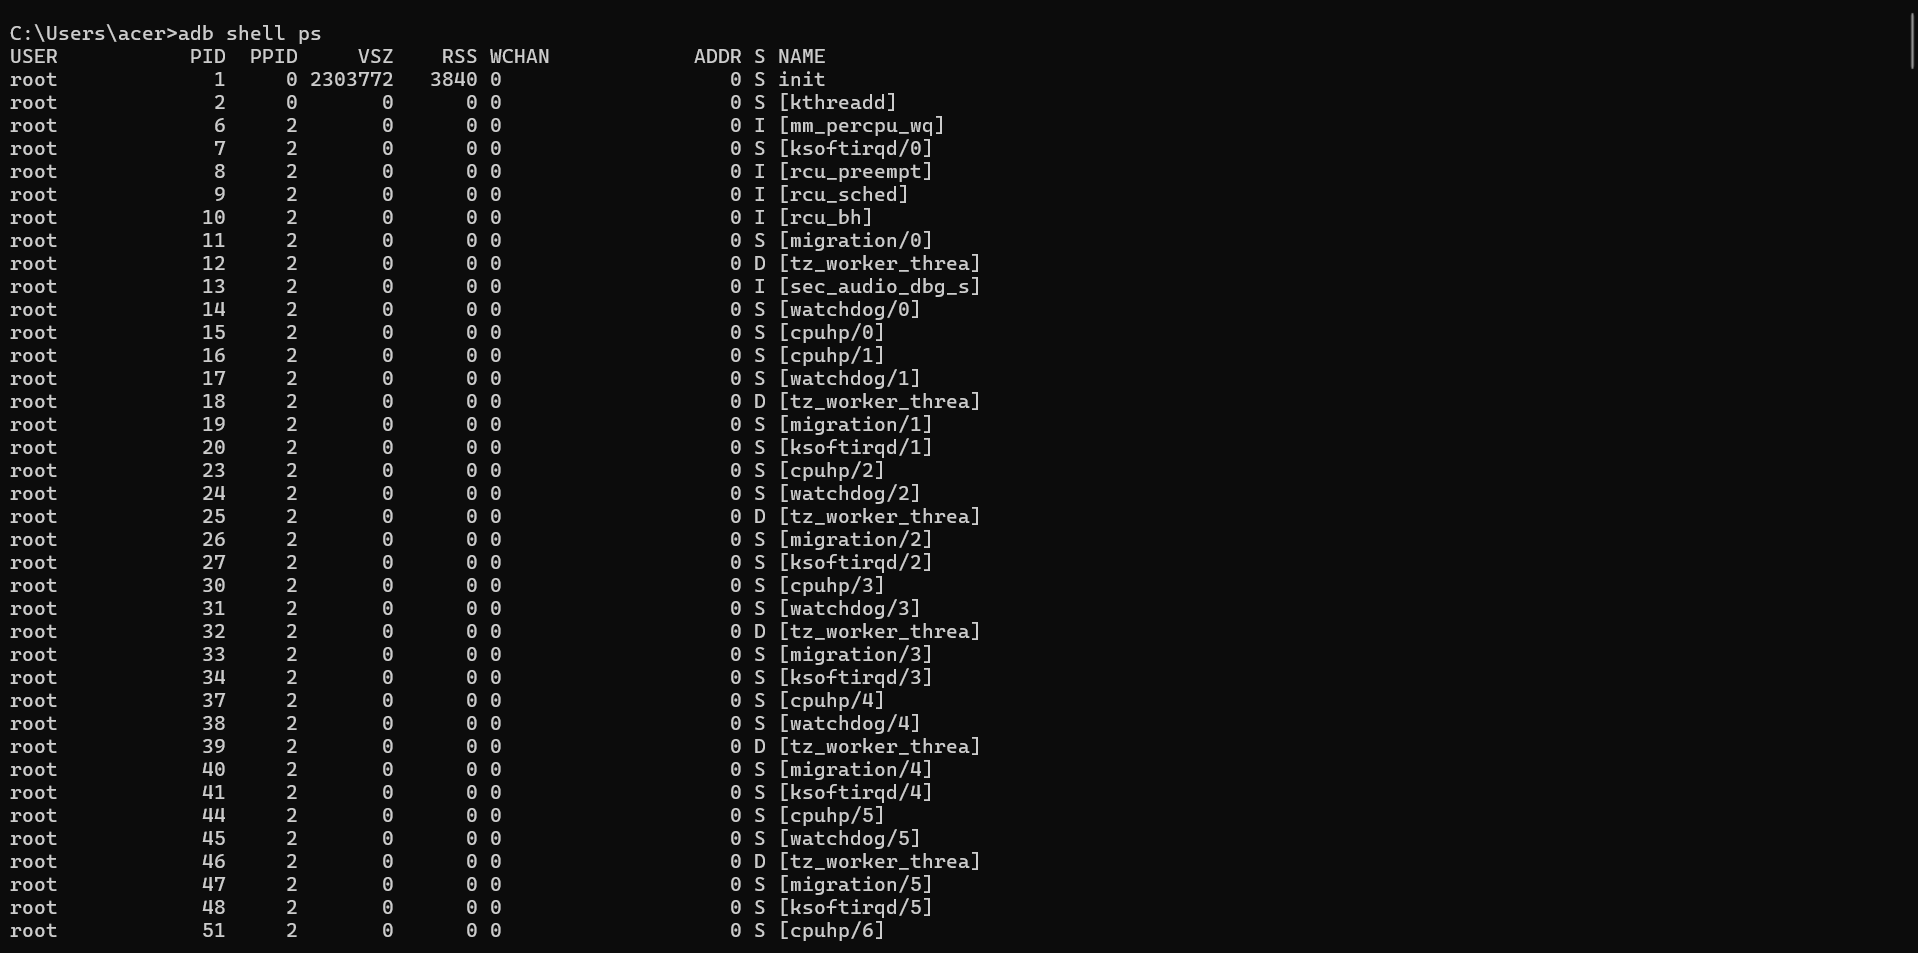 C:\Users\acer>adb shell ps
USER           PID  PPID     VSZ    RSS WCHAN            ADDR S NAME
root             1     0 2303772   3840 0                   0 S init
root             2     0       0      0 0                   0 S [kthreadd]
root             6     2       0      0 0                   0 I [mm_percpu_wq]
root             7     2       0      0 0                   0 S [ksoftirqd/0]
root             8     2       0      0 0                   0 I [rcu_preempt]
root             9     2       0      0 0                   0 I [rcu_sched]
root            10     2       0      0 0                   0 I [rcu_bh]
root            11     2       0      0 0                   0 S [migration/0]
root            12     2       0      0 0                   0 D [tz_worker_threa]
root            13     2       0      0 0                   0 I [sec_audio_dbg_s]
root            14     2       0      0 0                   0 S [watchdog/0]
root            15     2       0      0 0                   0 S [cpuhp/0]
root            16     2       0      0 0                   0 S [cpuhp/1]
root            17     2       0      0 0                   0 S [watchdog/1]
root            18     2       0      0 0                   0 D [tz_worker_threa]
root            19     2       0      0 0                   0 S [migration/1]
root            20     2       0      0 0                   0 S [ksoftirqd/1]
root            23     2       0      0 0                   0 S [cpuhp/2]
root            24     2       0      0 0                   0 S [watchdog/2]
root            25     2       0      0 0                   0 D [tz_worker_threa]
root            26     2       0      0 0                   0 S [migration/2]
root            27     2       0      0 0                   0 S [ksoftirqd/2]
root            30     2       0      0 0                   0 S [cpuhp/3]
root            31     2       0      0 0                   0 S [watchdog/3]
root            32     2       0      0 0                   0 D [tz_worker_threa]
root            33     2       0      0 0                   0 S [migration/3]
root            34     2       0      0 0                   0 S [ksoftirqd/3]
root            37     2       0      0 0                   0 S [cpuhp/4]
root            38     2       0      0 0                   0 S [watchdog/4]
root            39     2       0      0 0                   0 D [tz_worker_threa]
root            40     2       0      0 0                   0 S [migration/4]
root            41     2       0      0 0                   0 S [ksoftirqd/4]
root            44     2       0      0 0                   0 S [cpuhp/5]
root            45     2       0      0 0                   0 S [watchdog/5]
root            46     2       0      0 0                   0 D [tz_worker_threa]
root            47     2       0      0 0                   0 S [migration/5]
root            48     2       0      0 0                   0 S [ksoftirqd/5]
root            51     2       0      0 0                   0 S [cpuhp/6]